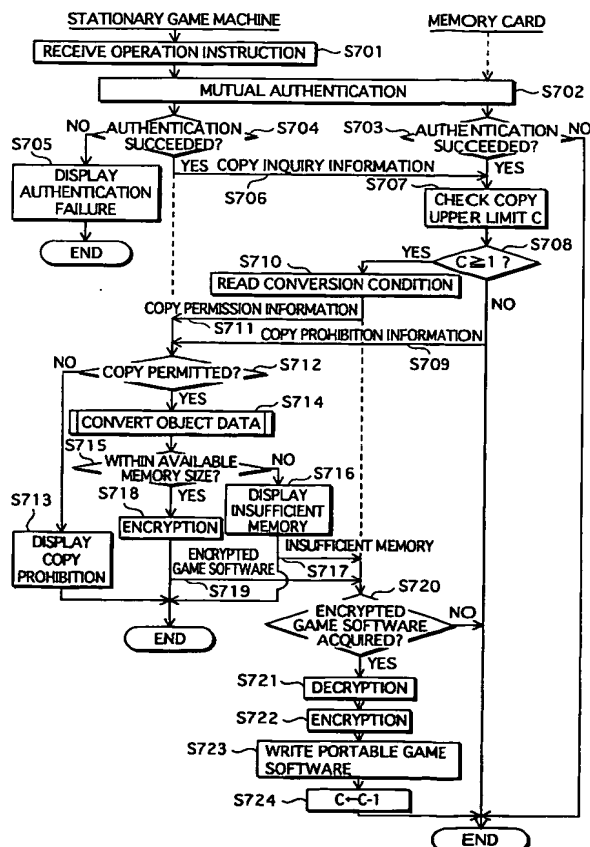 STATIONARY GAME MACHINE
MEMORY CARD
RECEIVE OPERATION INSTRUCTION
S701
MUTUAL AUTHENTICATION
S702
NO
AUTHENTICATION
SUCCEEDED?
S704
S703
AUTHENTICATION
SUCCEEDED?
NO
S705
DISPLAY
AUTHENTICATION
FAILURE
END
YES
COPY INQUIRY INFORMATION
S706
YES
S707
CHECK COPY
UPPER LIMIT C
S708
C≧1 ?
YES
NO
S710
READ CONVERSION CONDITION
COPY PERMISSION INFORMATION
S711
COPY PROHIBITION INFORMATION
S709
NO
COPY PERMITTED?
S712
YES
CONVERT OBJECT DATA
S714
S715
WITHIN AVAILABLE
MEMORY SIZE?
NO
S716
DISPLAY
INSUFFICIENT
MEMORY
S718
YES
ENCRYPTION
S713
DISPLAY
COPY
PROHIBITION
INSUFFICIENT MEMORY
S717
ENCRYPTED
GAME SOFTWARE
S719
END
S720
ENCRYPTED
GAME SOFTWARE
ACQUIRED?
NO
YES
S721
DECRYPTION
S722
ENCRYPTION
S723
WRITE PORTABLE GAME
SOFTWARE
S724
C←C-1
END